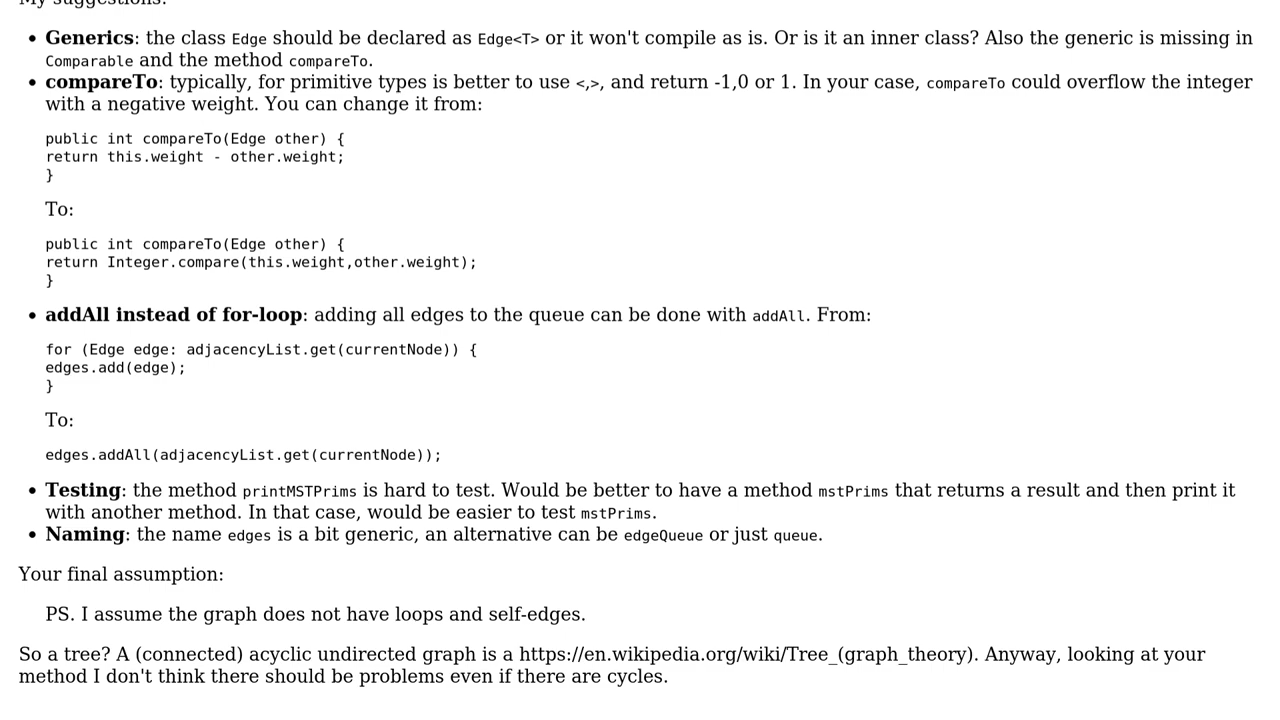 My suggestions:
• Generics: the class Edge should be declared as Edge<T> or it won't compile as is. Or is it an inner class? Also the generic is missing in
Comparable and the method compareTo.
• compareTo: typically, for primitive types is better to use <,>, and return -1,0 or 1. In your case, compareTo could overflow the integer
with a negative weight. You can change it from:
public int compareTo(Edge other) {
return this.weight - other.weight;
}
To:
public int compareTo(Edge other) {
return Integer.compare(this.weight,other.weight);
}
• addAll instead of for-loop: adding all edges to the queue can be done with addAll. From:
for (Edge edge: adjacencyList.get(currentNode)) {
edges.add(edge);
}
To:
edges.addAll(adjacencyList.get(currentNode));
• Testing: the method printMSTPrims is hard to test. Would be better to have a method mstPrims that returns a result and then print it
with another method. In that case, would be easier to test mstPrims.
• Naming: the name edges is a bit generic, an alternative can be edgeQueue or just queue.
Your final assumption:
PS. I assume the graph does not have loops and self-edges.
So a tree? A (connected) acyclic undirected graph is a https://en.wikipedia.org/wiki/Tree_(graph_theory). Anyway, looking at your
method I don't think there should be problems even if there are cycles.